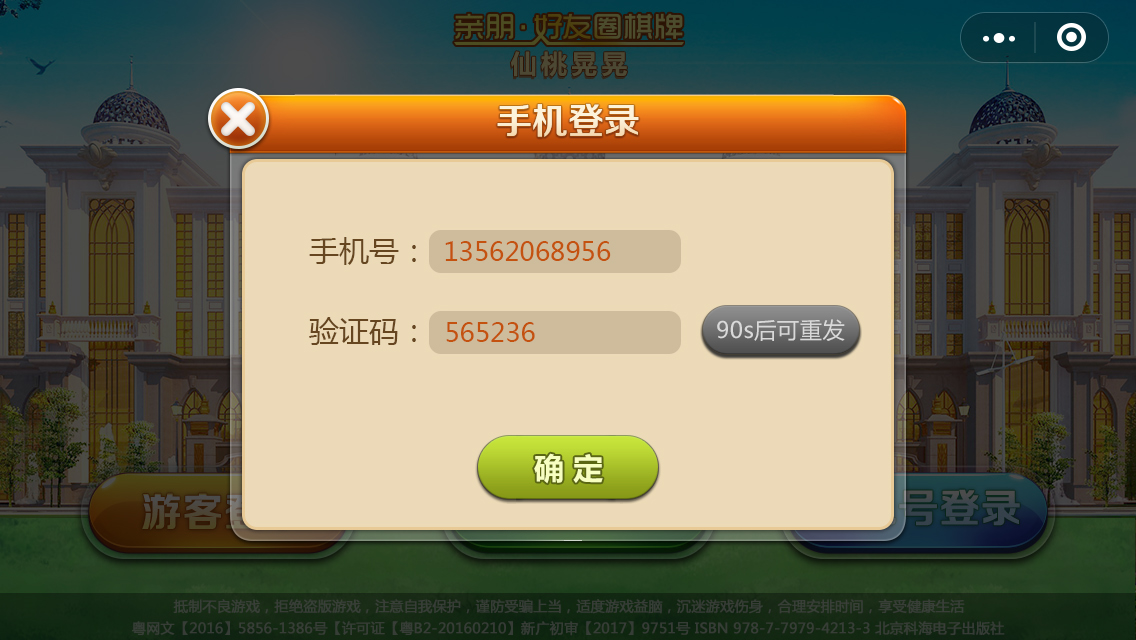 亲朋·好友圈棋牌
仙桃晃晃
手机登录
手机号：13562068956
验证码：565236
90s后可重发
确定
游客登
号登录
抵制不良游戏，拒绝盗版游戏，注意自我保护，谨防受骗上当，适度游戏益脑，沉迷游戏伤身，合理安排时间，享受健康生活
粤网文【2016】5856-1386号【许可证【粤B2-20160210】新广初审【2017】9751号 ISBN 978-7-7979-4213-3 北京科海电子出版社